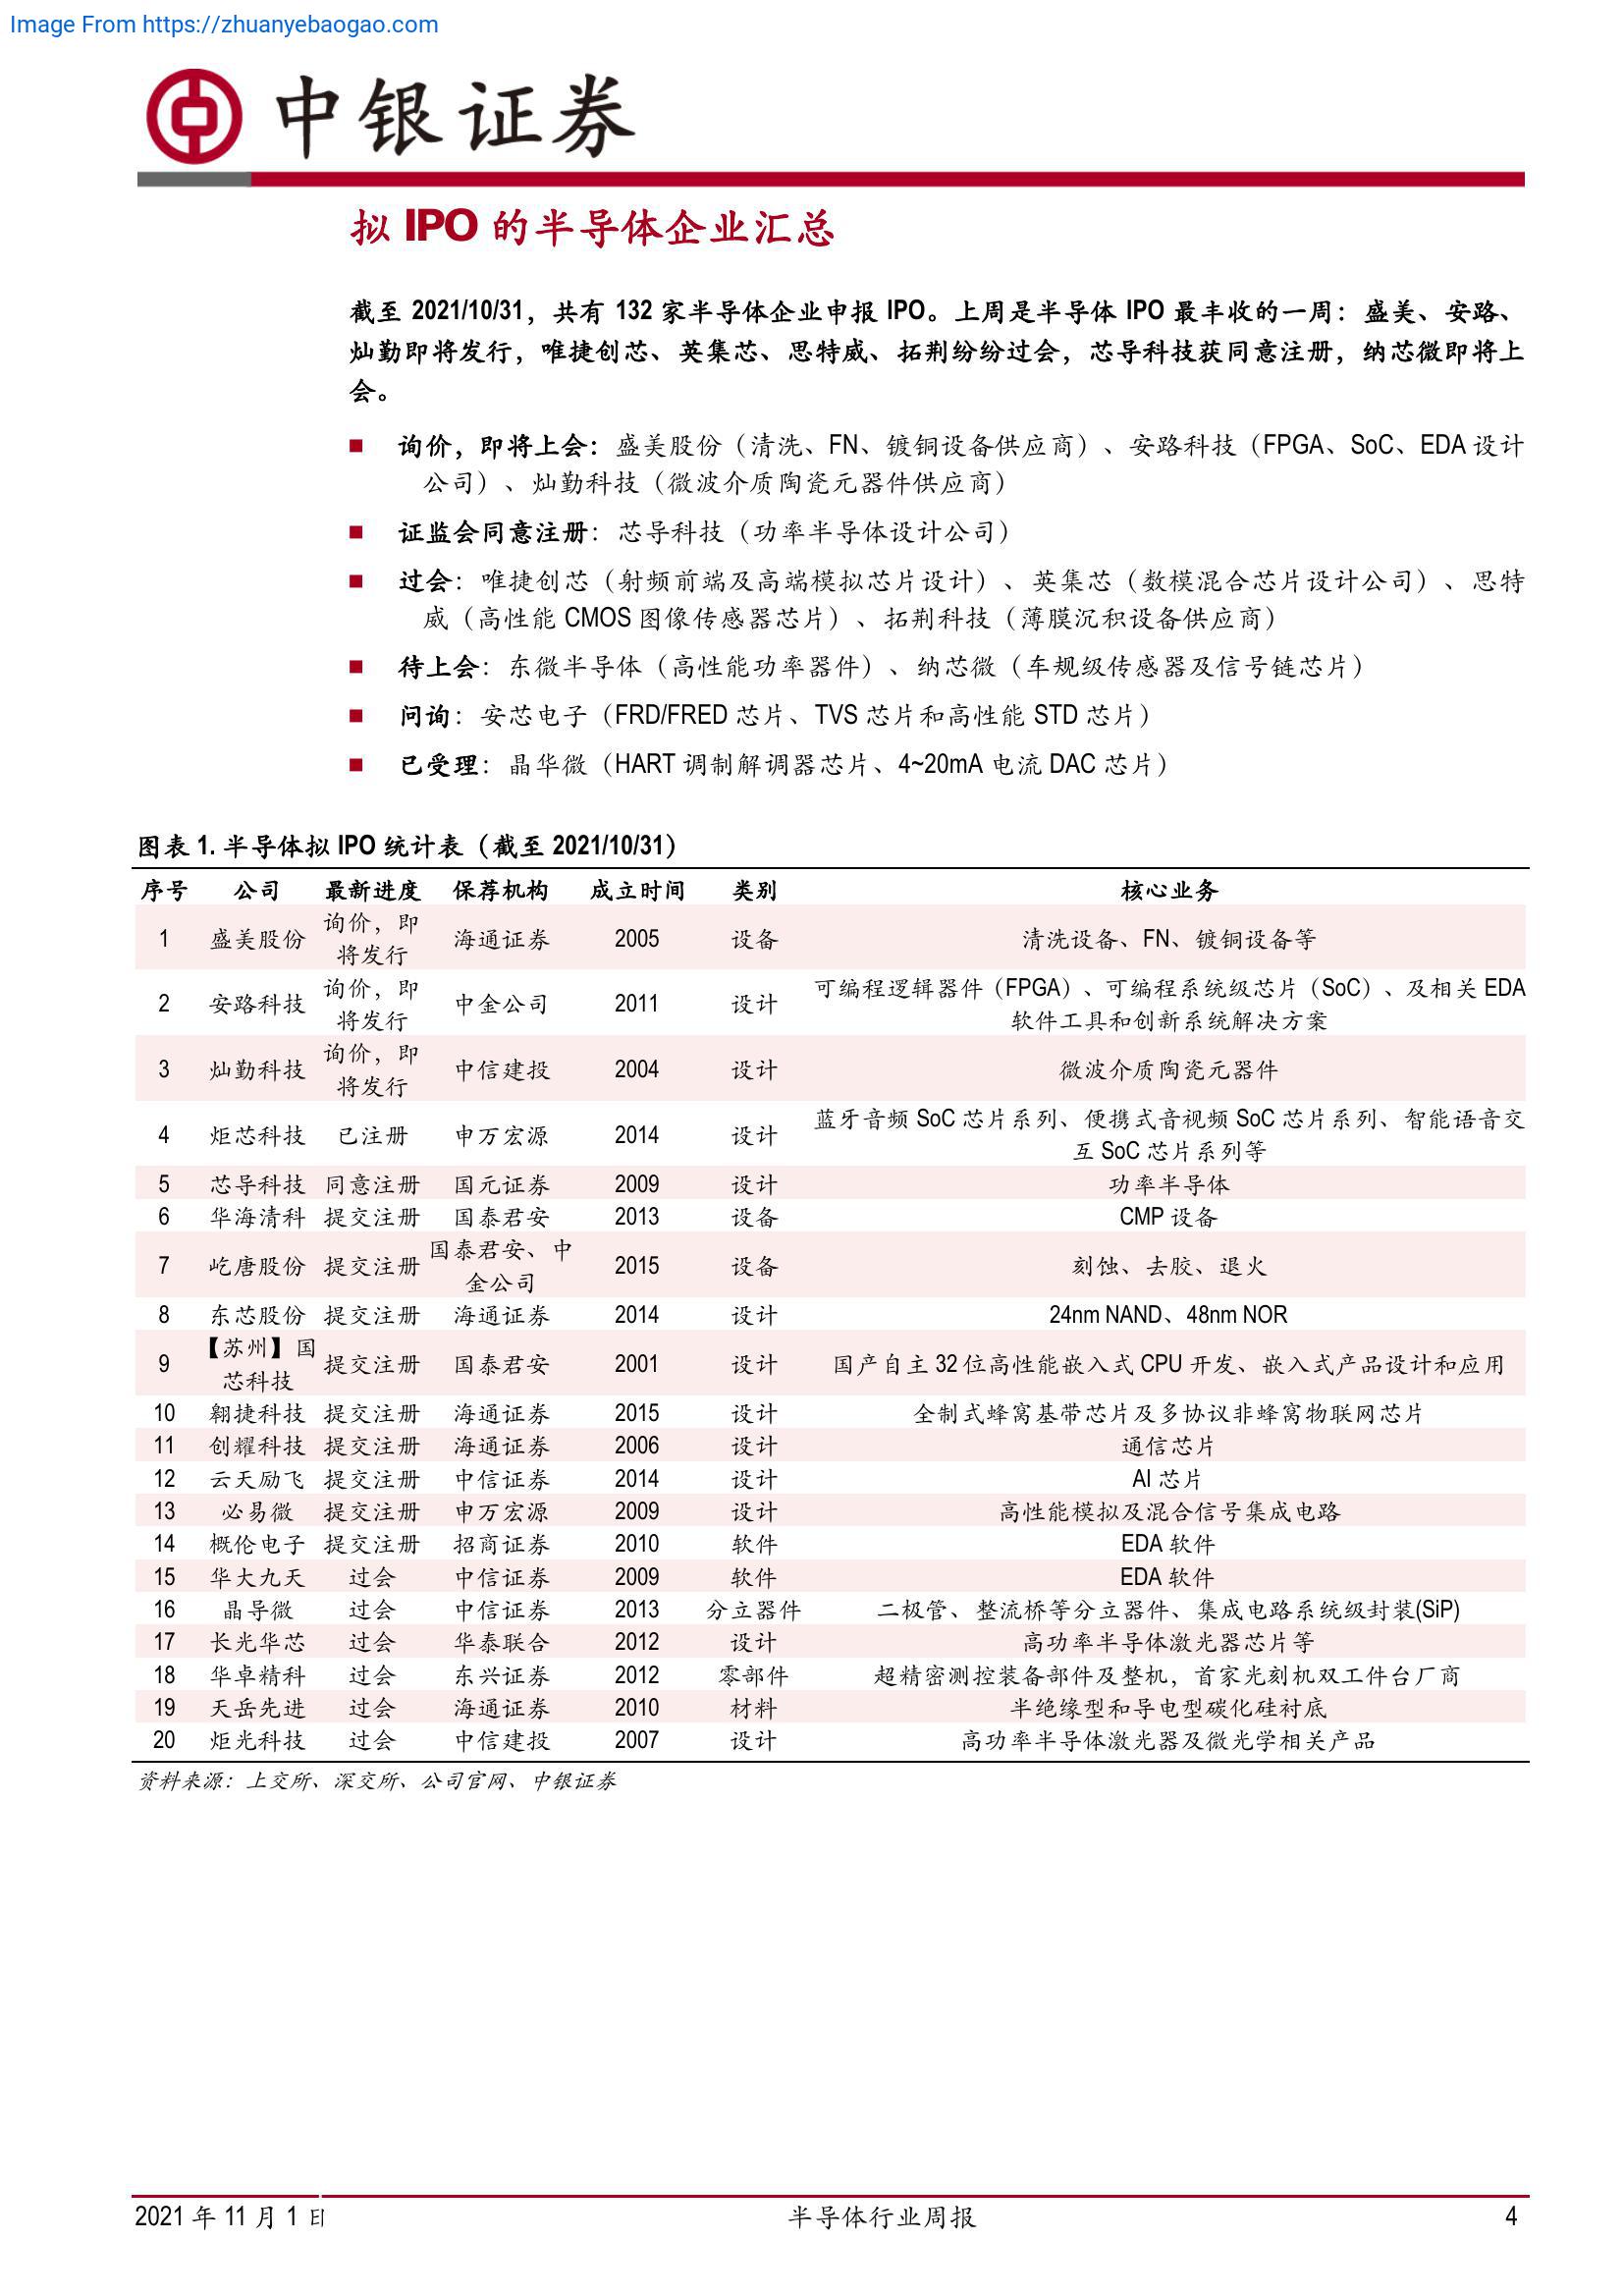 Image From https://zhuanyebaogao.com
中银证券
拟 IPO 的半导体企业汇总
截至 2021/10/31，共有 132 家半导体企业申报 IPO。上周是半导体 IPO 最丰收的一周：盛美、安路、
灿勤即将发行，唯捷创芯、英集芯、思特威、拓荆纷纷过会，芯导科技获同意注册，纳芯微即将上
会。
■ 询价，即将上会：盛美股份（清洗、FN、镀铜设备供应商）、安路科技（FPGA、SoC、EDA 设计
公司）、灿勤科技（微波介质陶瓷元器件供应商）
■ 证监会同意注册：芯导科技（功率半导体设计公司）
■ 过会：唯捷创芯（射频前端及高端模拟芯片设计）、英集芯（数模混合芯片设计公司）、思特
威（高性能 CMOS 图像传感器芯片）、拓荆科技（薄膜沉积设备供应商）
■ 待上会：东微半导体（高性能功率器件）、纳芯微（车规级传感器及信号链芯片）
■ 问询：安芯电子（FRD/FRED 芯片、TVS 芯片和高性能 STD 芯片）
■ 已受理：晶华微（HART 调制解调器芯片、4~20mA 电流 DAC 芯片）
图表 1. 半导体拟 IPO 统计表（截至 2021/10/31）
序号 公司 最新进度 保荐机构 成立时间 类别 核心业务
1 盛美股份 询价，即将发行 海通证券 2005 设备 清洗设备、FN、镀铜设备等
2 安路科技 询价，即将发行 中金公司 2011 设计 可编程逻辑器件（FPGA）、可编程系统级芯片（SoC）、及相关 EDA
软件工具和创新系统解决方案
3 灿勤科技 询价，即将发行 中信建投 2004 设计 微波介质陶瓷元器件
4 炬芯科技 已注册 申万宏源 2014 设计 蓝牙音频 SoC 芯片系列、便携式音视频 SoC 芯片系列、智能语音交
互 SoC 芯片系列等
5 芯导科技 同意注册 国元证券 2009 设计 功率半导体
6 华海清科 提交注册 国泰君安 2013 设备 CMP 设备
7 屹唐股份 提交注册 国泰君安、中金公司 2015 设备 刻蚀、去胶、退火
8 东芯股份 提交注册 海通证券 2014 设计 24nm NAND、48nm NOR
9 【苏州】国芯科技 提交注册 国泰君安 2001 设计 国产自主 32 位高性能嵌入式 CPU 开发、嵌入式产品设计和应用
10 翱捷科技 提交注册 海通证券 2015 设计 全制式蜂窝基带芯片及多协议非蜂窝物联网芯片
11 创耀科技 提交注册 海通证券 2006 设计 通信芯片
12 云天励飞 提交注册 中信证券 2014 设计 AI 芯片
13 必易微 提交注册 申万宏源 2009 设计 高性能模拟及混合信号集成电路
14 概伦电子 提交注册 招商证券 2010 软件 EDA 软件
15 华大九天 过会 中信证券 2009 软件 EDA 软件
16 晶导微 过会 中信证券 2013 分立器件 二极管、整流桥等分立器件、集成电路系统级封装(SiP)
17 长光华芯 过会 华泰联合 2012 设计 高功率半导体激光器芯片等
18 华卓精科 过会 东兴证券 2012 零部件 超精密测控装备部件及整机，首家光刻机双工件台厂商
19 天岳先进 过会 海通证券 2010 材料 半绝缘型和导电型碳化硅衬底
20 炬光科技 过会 中信建投 2007 设计 高功率半导体激光器及微光学相关产品
资料来源：上交所、深交所、公司官网、中银证券
2021 年 11 月 1 日 半导体行业周报 4